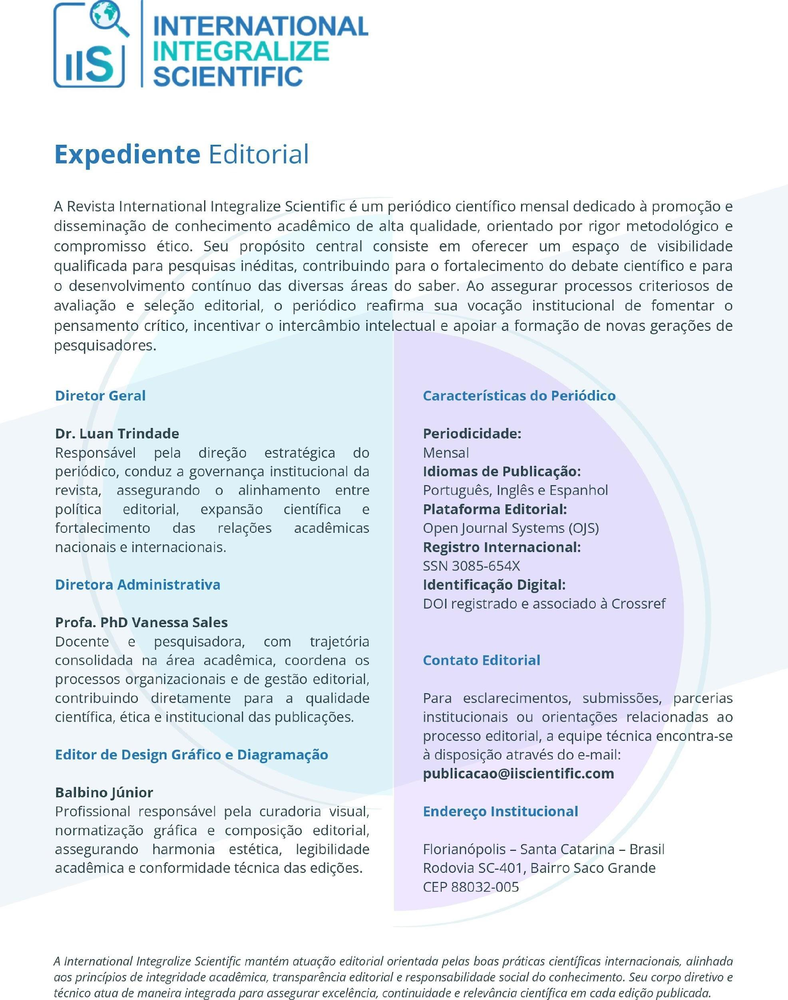 IIS
INTERNATIONAL
INTEGRALIZE
SCIENTIFIC
Expediente Editorial
A Revista International Integralize Scientific é um periódico científico mensal dedicado à promoção e
disseminação de conhecimento acadêmico de alta qualidade, orientado por rigor metodológico e
compromisso ético. Seu propósito central consiste em oferecer um espaço de visibilidade
qualificada para pesquisas inéditas, contribuindo para o fortalecimento do debate científico e para
o desenvolvimento contínuo das diversas áreas do saber. Ao assegurar processos criteriosos de
avaliação e seleção editorial, o periódico reafirma sua vocação institucional de fomentar o
pensamento crítico, incentivar o intercâmbio intelectual e apoiar a formação de novas gerações de
pesquisadores.
Diretor Geral
Dr. Luan Trindade
Responsável pela direção estratégica do
periódico, conduz a governança institucional da
revista, assegurando o alinhamento entre
política editorial, expansão científica e
fortalecimento das relações acadêmicas
nacionais e internacionais.
Diretora Administrativa
Profa. PhD Vanessa Sales
Docente e pesquisadora, com trajetória
consolidada na área acadêmica, coordena os
processos organizacionais e de gestão editorial,
contribuindo diretamente para a qualidade
científica, ética e institucional das publicações.
Editor de Design Gráfico e Diagramação
Balbino Júnior
Profissional responsável pela curadoria visual,
normatização gráfica e composição editorial,
assegurando harmonia estética, legibilidade
acadêmica e conformidade técnica das edições.
Características do Periódico
Periodicidade:
Mensal
Idiomas de Publicação:
Português, Inglês e Espanhol
Plataforma Editorial:
Open Journal Systems (OJS)
Registro Internacional:
SSN 3085-654X
Identificação Digital:
DOI registrado e associado à Crossref
Contato Editorial
Para esclarecimentos, submissões, parcerias
institucionais ou orientações relacionadas ao
processo editorial, a equipe técnica encontra-se
à disposição através do e-mail:
publicacao@iiscientific.com
Endereço Institucional
Florianópolis – Santa Catarina – Brasil
Rodovia SC-401, Bairro Saco Grande
CEP 88032-005
A International Integralize Scientific mantém atuação editorial orientada pelas boas práticas científicas internacionais, alinhada
aos princípios de integridade acadêmica, transparência editorial e responsabilidade social do conhecimento. Seu corpo diretivo e
técnico atua de maneira integrada para assegurar excelência, continuidade e relevância científica em cada edição publicada.